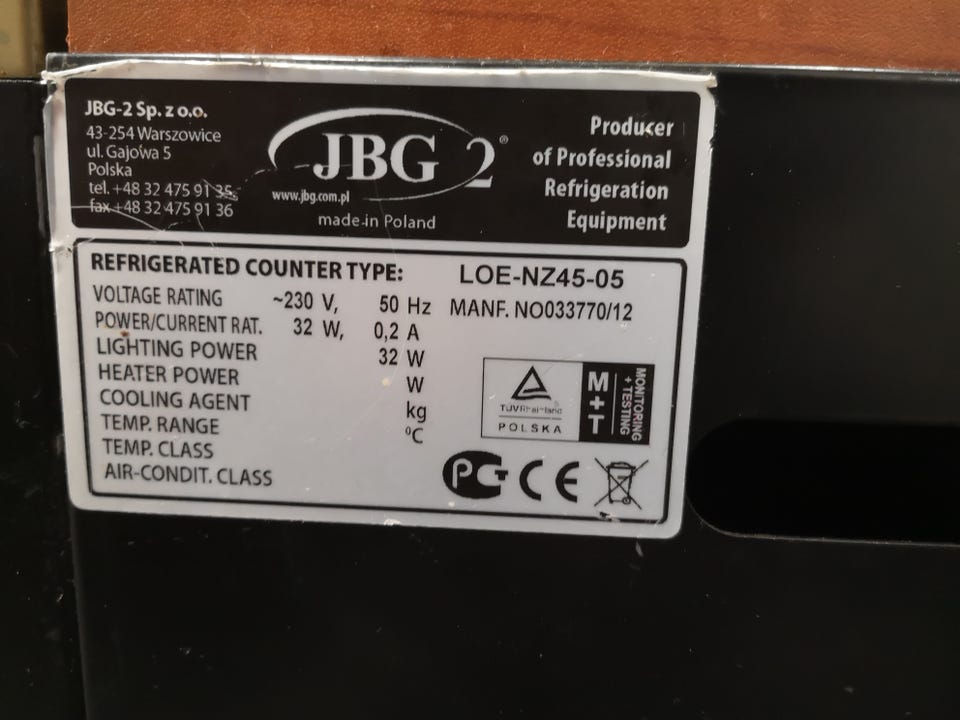 JBG-2 Sp. z o.o.
43-254 Warszowice
ul. Gajowa 5
Polska
tel. +48 32 475 91 35
fax +48 32 475 91 36
JBG 2®
www.jbg.com.pl
made in Poland
Producer
of Professional
Refrigeration
Equipment
REFRIGERATED COUNTER TYPE: LOE-NZ45-05
VOLTAGE RATING ~230 V, 50 Hz MANF. NO033770/12
POWER/CURRENT RAT. 32 W, 0,2 A
LIGHTING POWER 32 W
HEATER POWER W
COOLING AGENT kg
TEMP. RANGE °C
TEMP. CLASS
AIR-CONDIT. CLASS
TÜVRheinland
POLSKA
M+T
MONITORING
+ TESTING
РСТ CE